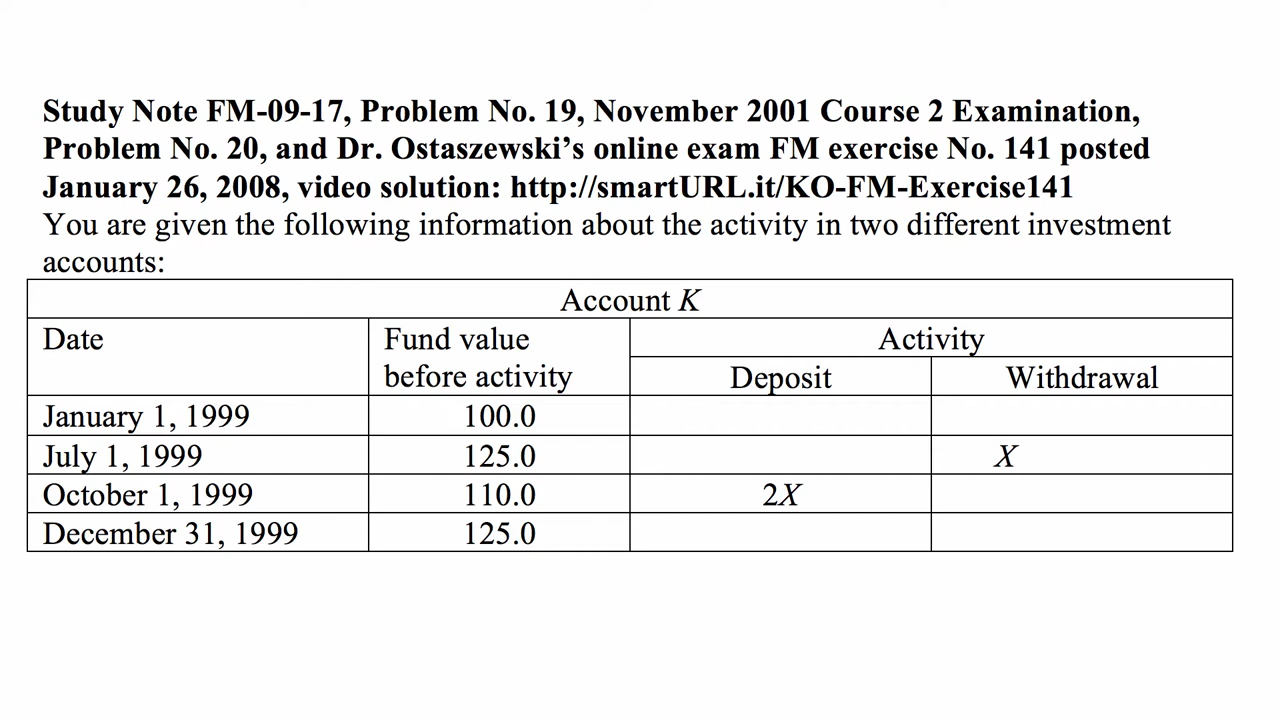 Study Note FM-09-17, Problem No. 19, November 2001 Course 2 Examination,
Problem No. 20, and Dr. Ostaszewski’s online exam FM exercise No. 141 posted
January 26, 2008, video solution: http://smartURL.it/KO-FM-Exercise141
You are given the following information about the activity in two different investment
accounts:
Account K
Date Fund value before activity Activity
Deposit Withdrawal
January 1, 1999 100.0
July 1, 1999 125.0 X
October 1, 1999 110.0 2X
December 31, 1999 125.0